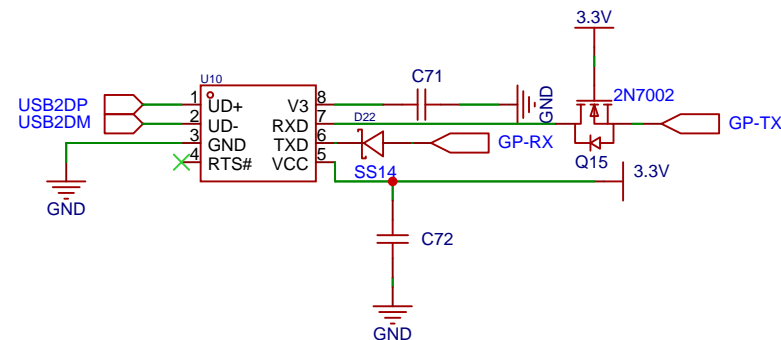 3.3V
U10
C71
GND
2N7002
USB2DP
1
UD+
V3
8
USB2DM
2
UD-
RXD
7
D22
GP-TX
3
GND
TXD
6
GP-RX
4
RTS#
VCC
5
SS14
Q15
3.3V
GND
C72
GND